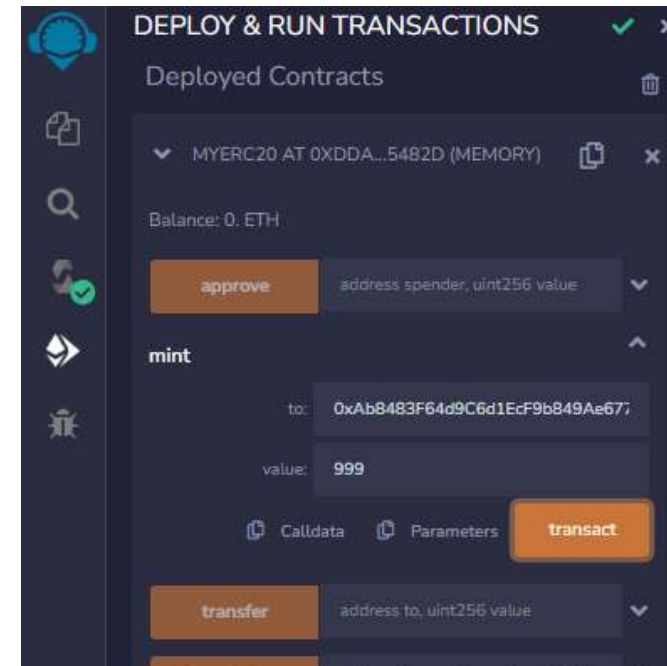 DEPLOY & RUN TRANSACTIONS
Deployed Contracts
MYERC20 AT 0XDDA...5482D (MEMORY)
Balance: 0. ETH
approve address spender, uint256 value
mint
to: 0xAb8483F64d9C6d1EcF9b849Ae677
value: 999
Calldata Parameters transact
transfer address to, uint256 value